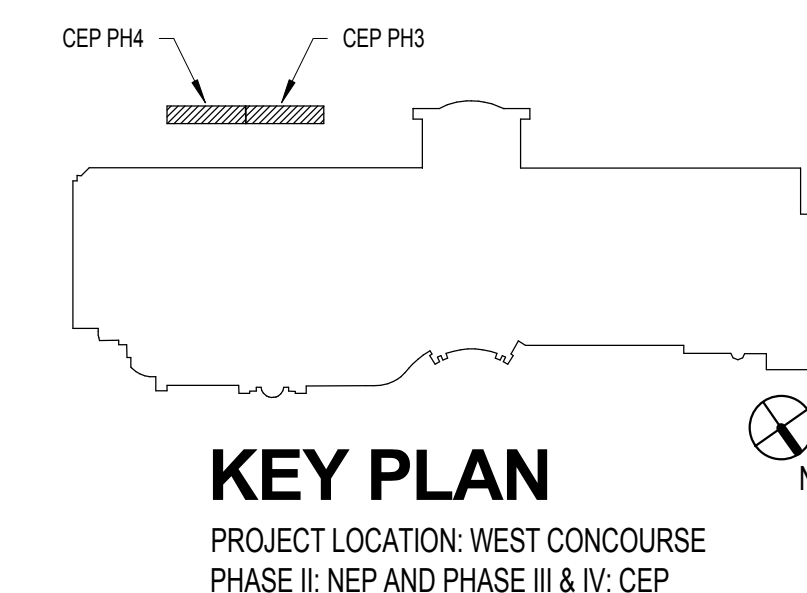 CEP PH4
CEP PH3
N
KEY PLAN
PROJECT LOCATION: WEST CONCOURSE
PHASE II: NEP AND PHASE III & IV: CEP